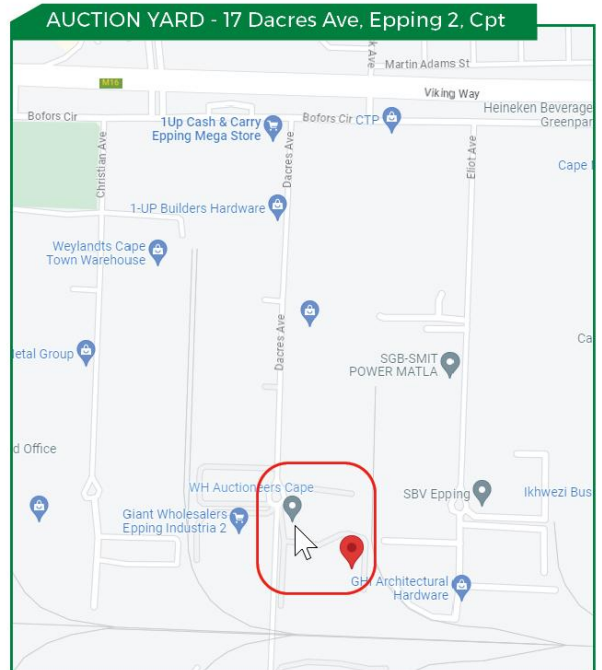 AUCTION YARD - 17 Dacres Ave, Epping 2, Cpt
k Ave
Martin Adams St
M16
Viking Way
Heineken Beverage
Greenpar
Bofors Cir
1Up Cash & Carry
Epping Mega Store
Bofors Cir
CTP
Christian Ave
Dacres Ave
Eliot Ave
Cape
1-UP Builders Hardware
Weylandts Cape
Town Warehouse
Dacres Ave
Ca
etal Group
SGB-SMIT
POWER MATLA
d Office
WH Auctioneers Cape
SBV Epping
Ikhwezi Bus
Giant Wholesalers
Epping Industria 2
GHI Architectural
Hardware